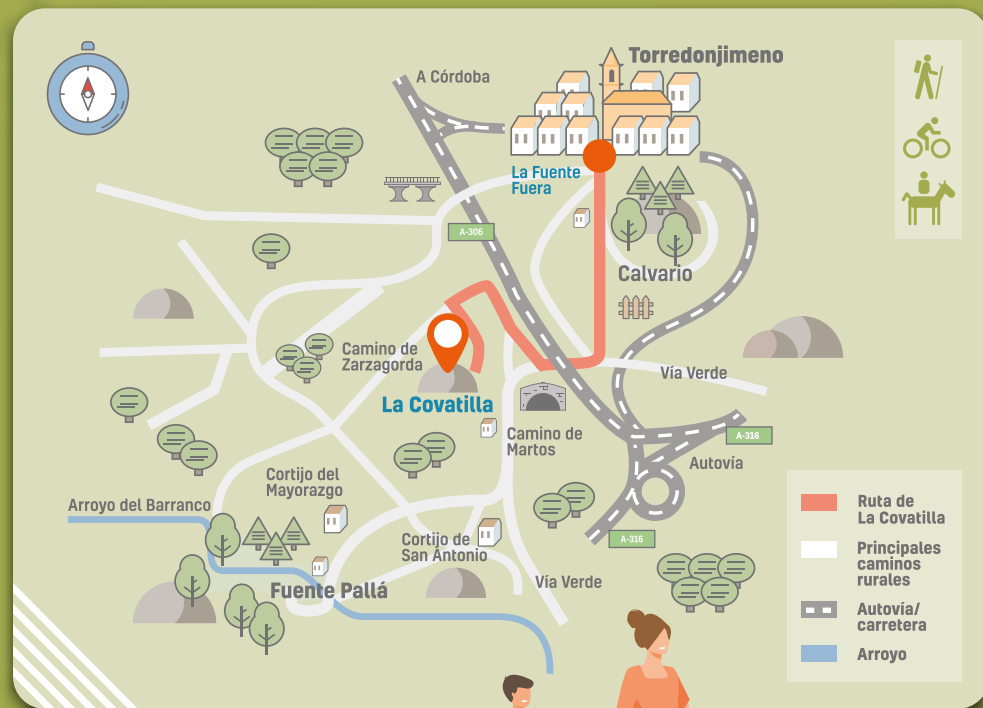 Torredonjimeno
A Córdoba
La Fuente
Fuera
A-306
Calvario
Camino de
Zarzagorda
Vía Verde
La Covatilla
Camino de
Martos
A-316
Autovía
Cortijo del
Mayorazgo
Arroyo del Barranco
A-316
Cortijo de
San Antonio
Vía Verde
Fuente Pallá
Ruta de
La Covatilla
Principales
caminos
rurales
Autovía/
carretera
Arroyo